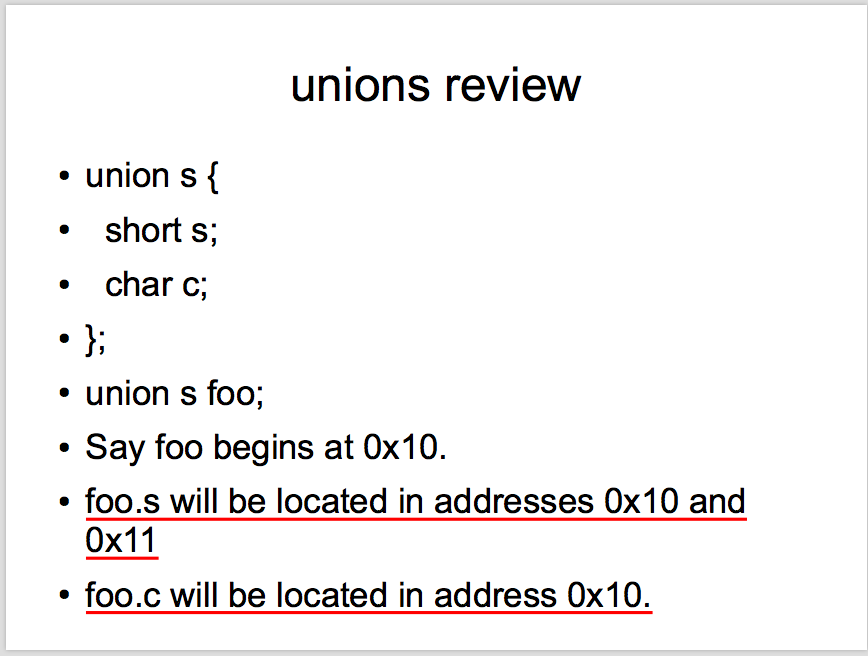 unions review
• union s {
•   short s;
•   char c;
• };
• union s foo;
• Say foo begins at 0x10.
• foo.s will be located in addresses 0x10 and
0x11
• foo.c will be located in address 0x10.